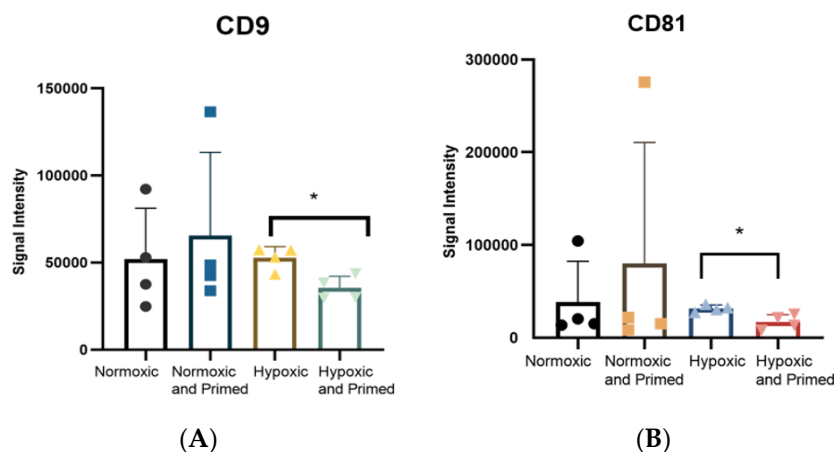 CD9
Signal Intensity
150000
100000
50000
0
*
Normoxic
Normoxic
and Primed
Hypoxic
Hypoxic
and Primed
(A)
CD81
Signal Intensity
300000
200000
100000
0
*
Normoxic
Normoxic
and Primed
Hypoxic
Hypoxic
and Primed
(B)